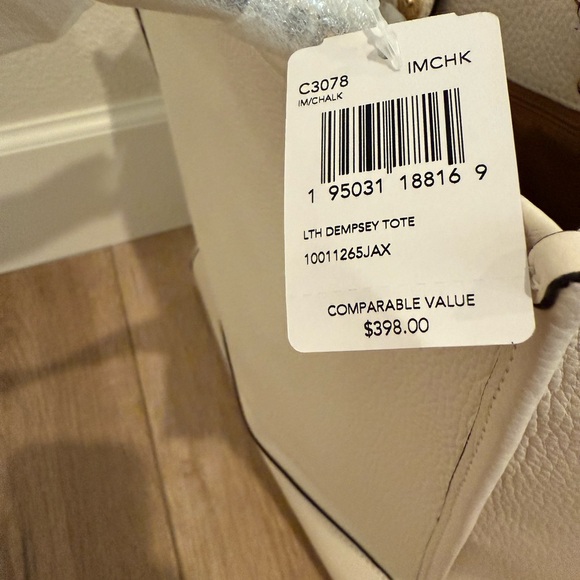 IMCHK
C3078
IM/CHALK
1 95031 18816 9
LTH DEMPSEY TOTE
10011265JAX
COMPARABLE VALUE
$398.00